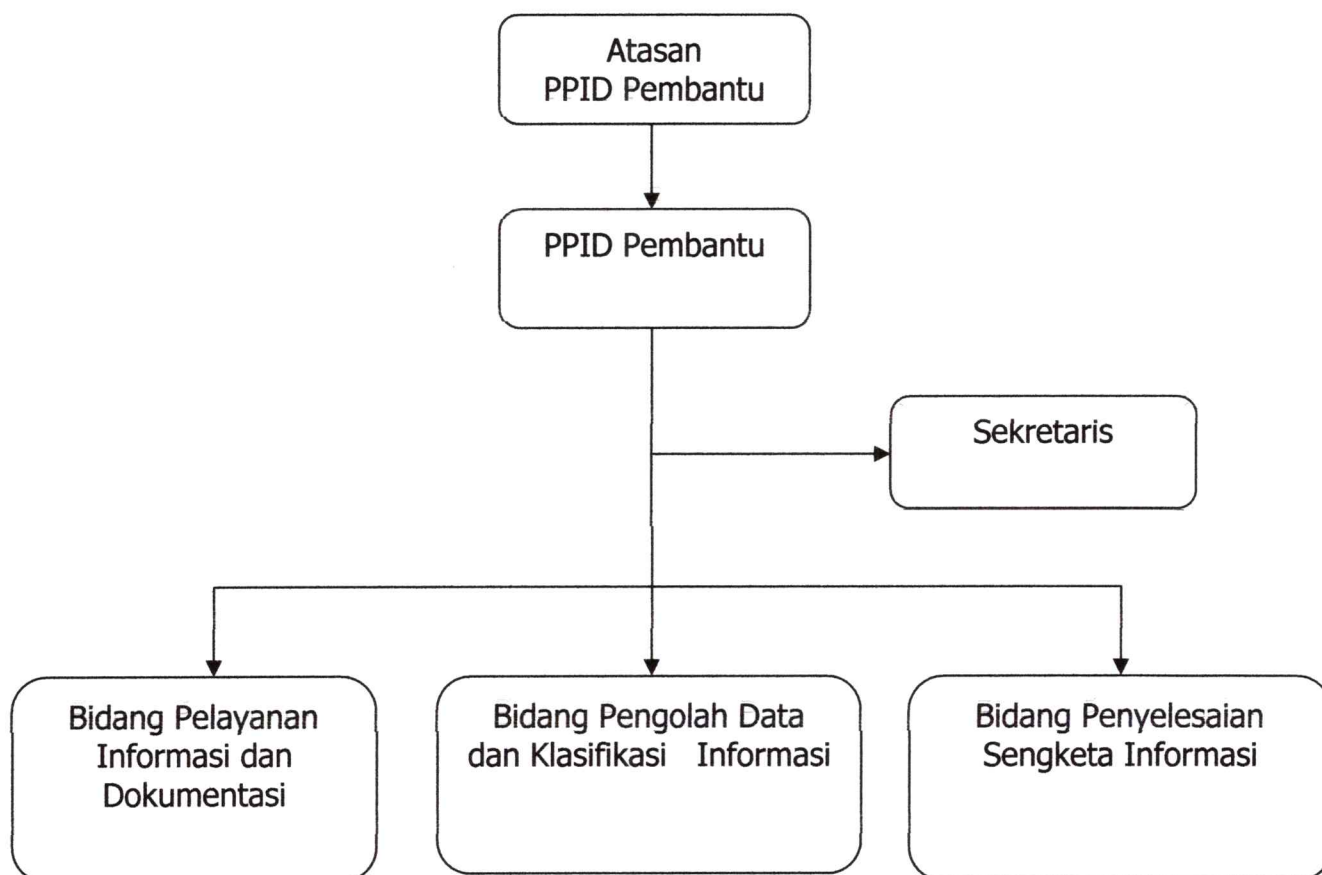 Atasan
PPID Pembantu
PPID Pembantu
Sekretaris
Bidang Pelayanan
Informasi dan
Dokumentasi
Bidang Pengolah Data
dan Klasifikasi   Informasi
Bidang Penyelesaian
Sengketa Informasi